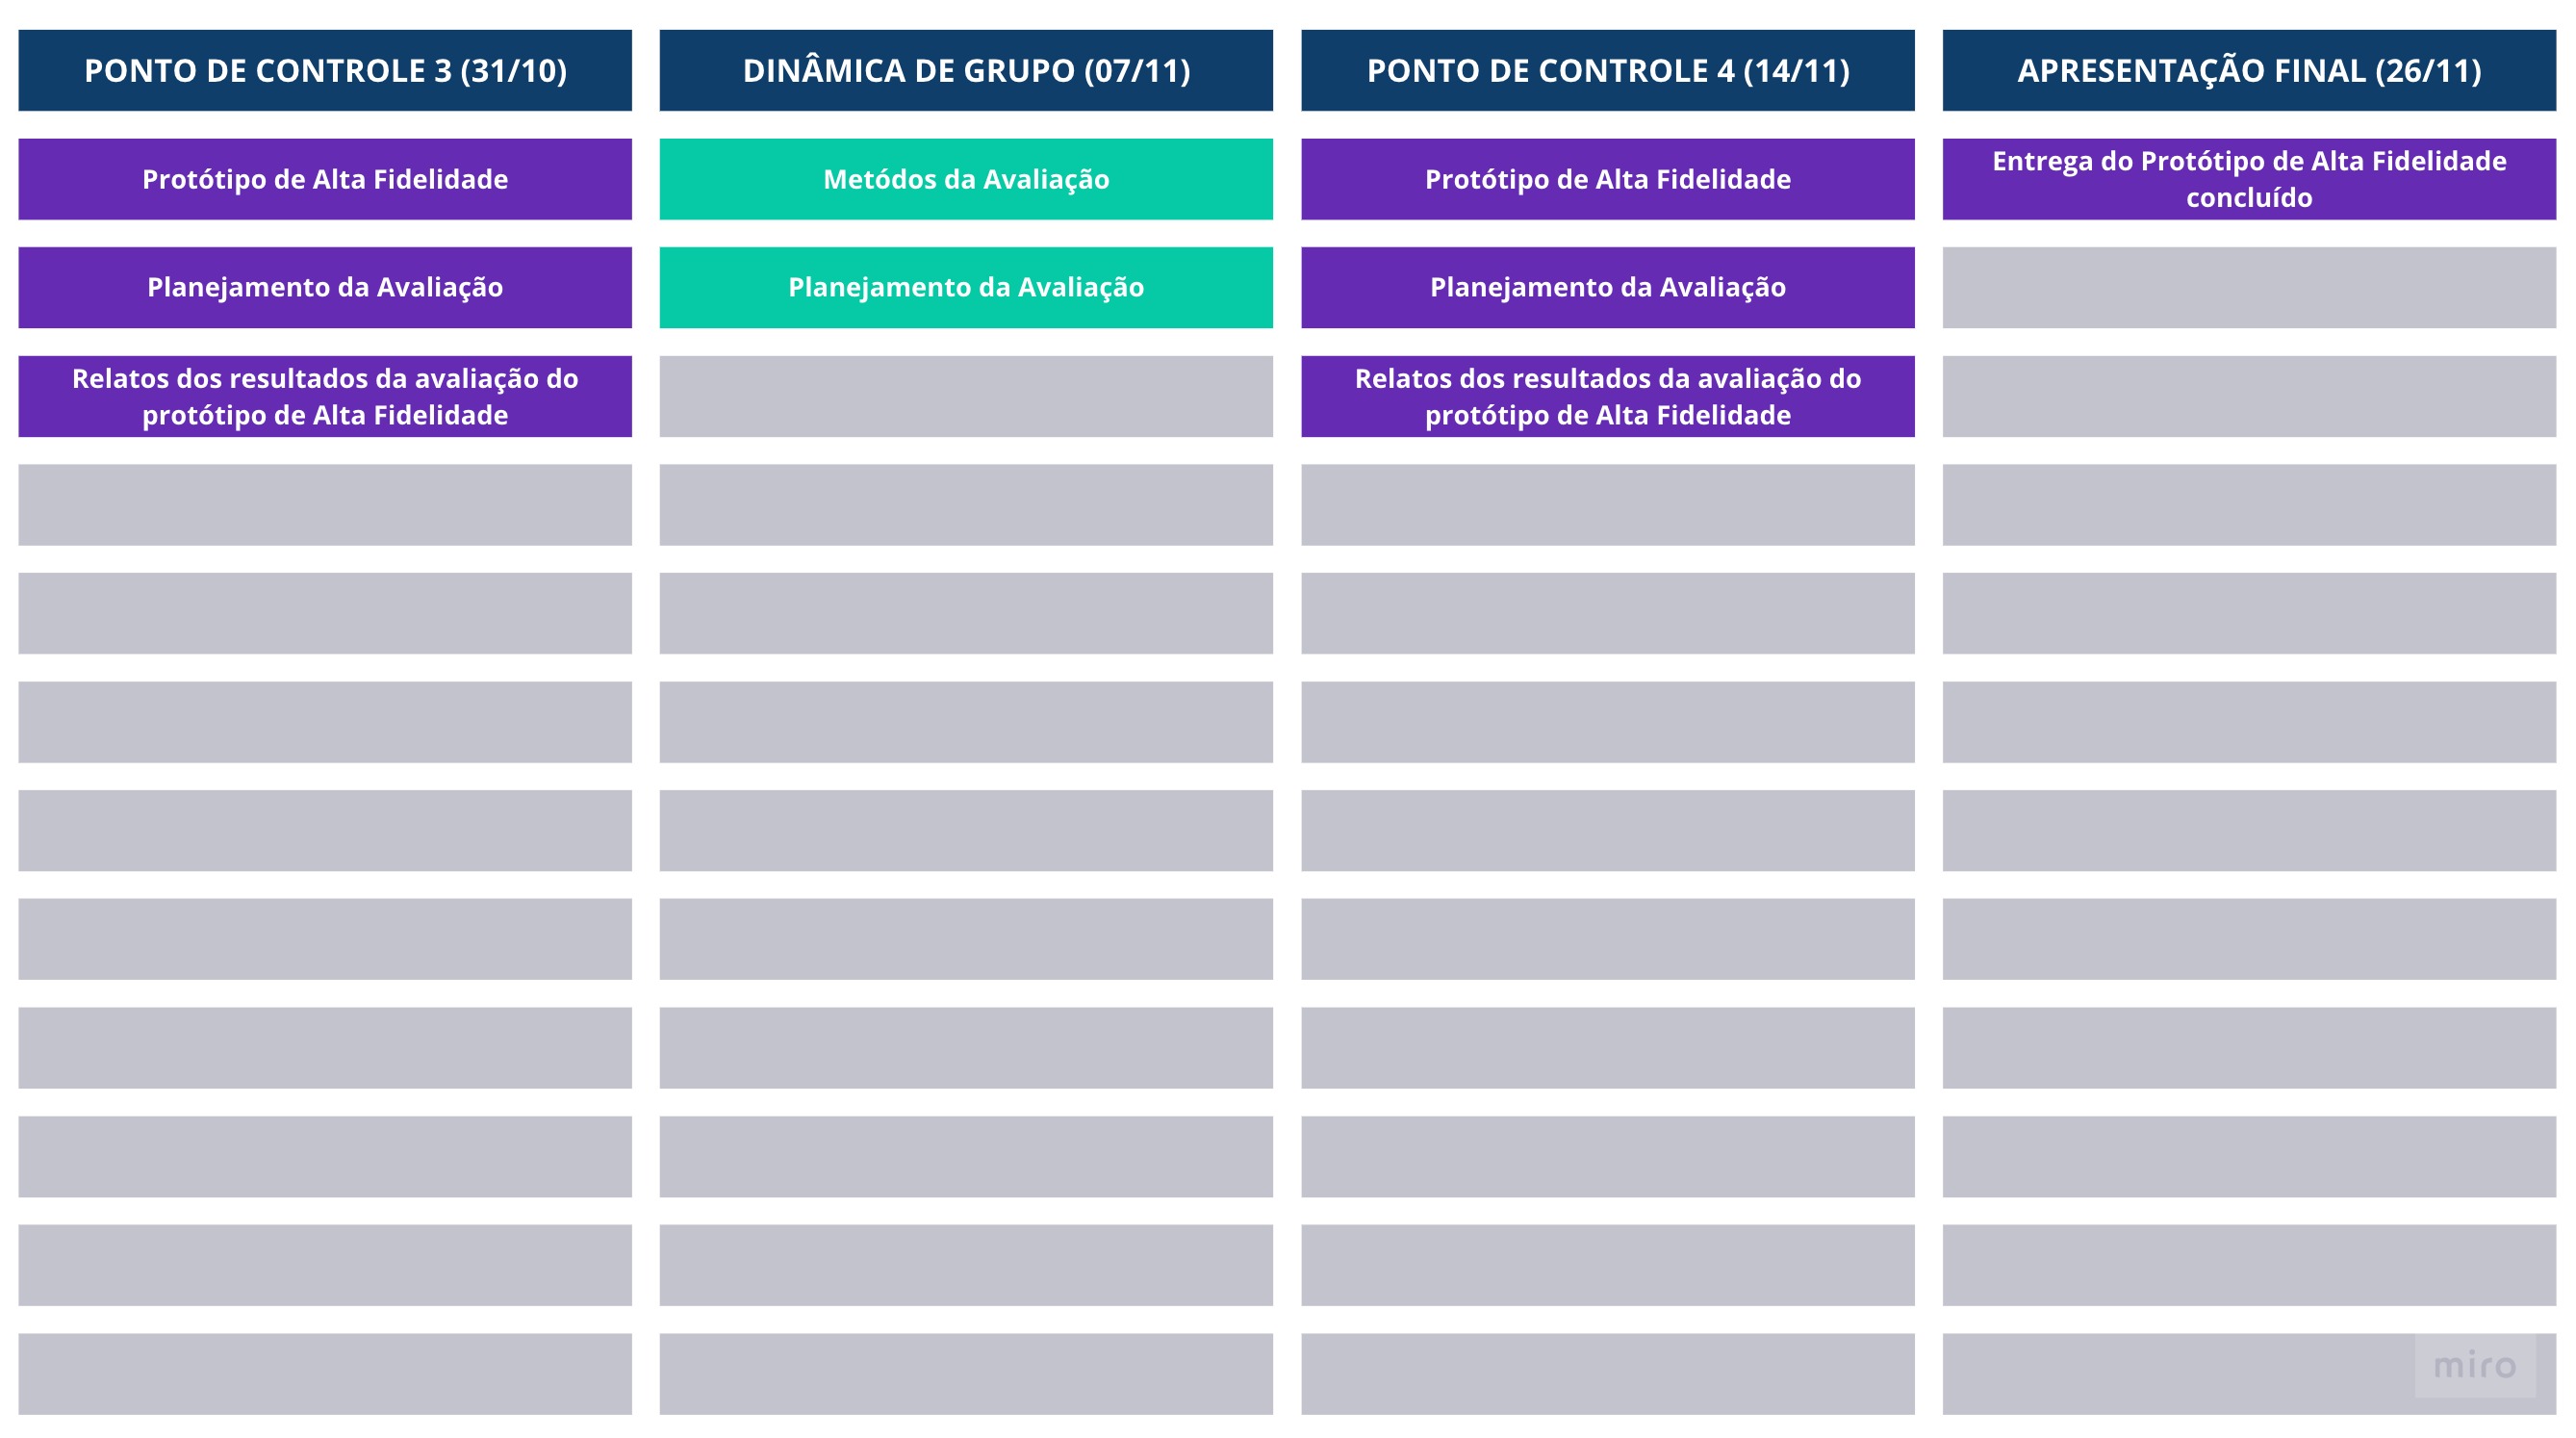 PONTO DE CONTROLE 3 (31/10)
DINÂMICA DE GRUPO (07/11)
PONTO DE CONTROLE 4 (14/11)
APRESENTAÇÃO FINAL (26/11)
Protótipo de Alta Fidelidade
Metódos da Avaliação
Protótipo de Alta Fidelidade
Entrega do Protótipo de Alta Fidelidade
concluído
Planejamento da Avaliação
Planejamento da Avaliação
Planejamento da Avaliação
Relatos dos resultados da avaliação do
protótipo de Alta Fidelidade
Relatos dos resultados da avaliação do
protótipo de Alta Fidelidade
miro